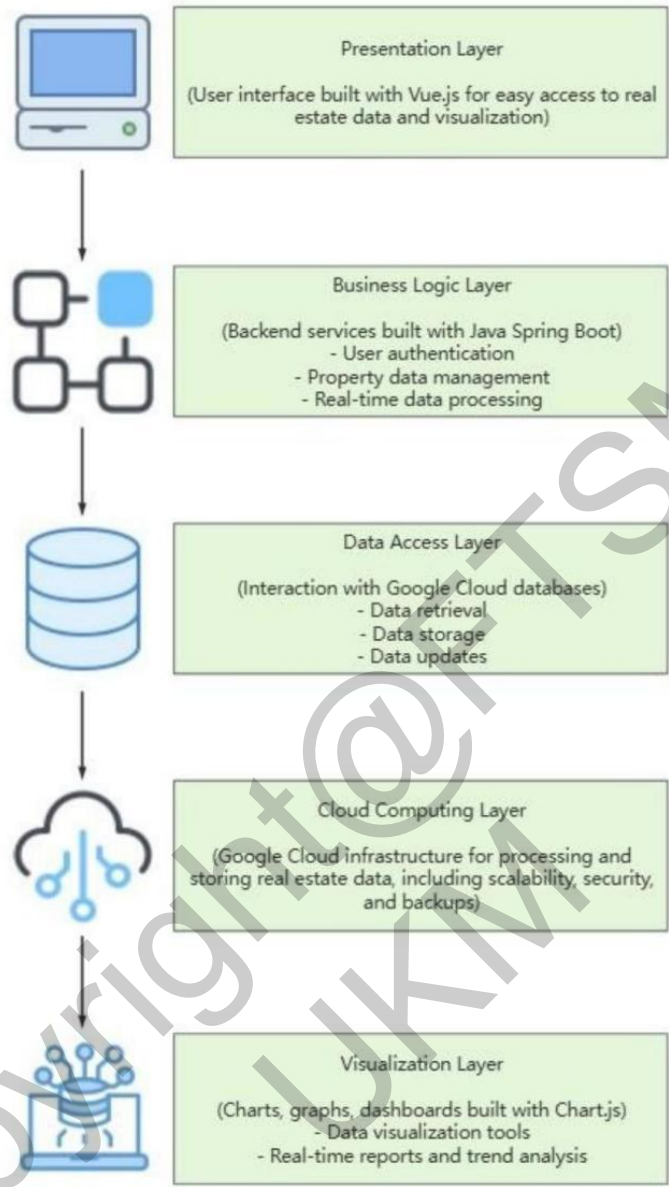 Presentation Layer
(User interface built with Vue.js for easy access to real
estate data and visualization)
Business Logic Layer
(Backend services built with Java Spring Boot)
- User authentication
- Property data management
- Real-time data processing
Data Access Layer
(Interaction with Google Cloud databases)
- Data retrieval
- Data storage
- Data updates
Cloud Computing Layer
(Google Cloud infrastructure for processing and
storing real estate data, including scalability, security,
and backups)
Visualization Layer
(Charts, graphs, dashboards built with Chart.js)
- Data visualization tools
- Real-time reports and trend analysis
pyright@FTSM
UKM